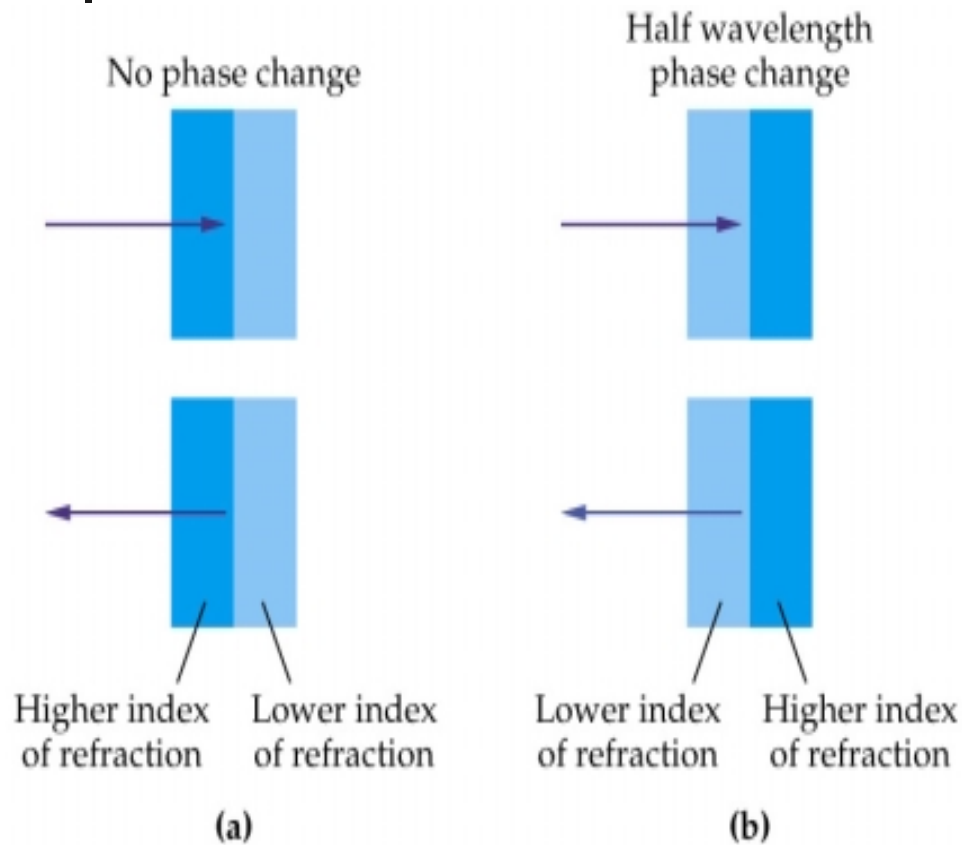 No phase change
Half wavelength
phase change
Higher index
of refraction
Lower index
of refraction
Lower index
of refraction
Higher index
of refraction
(a)
(b)